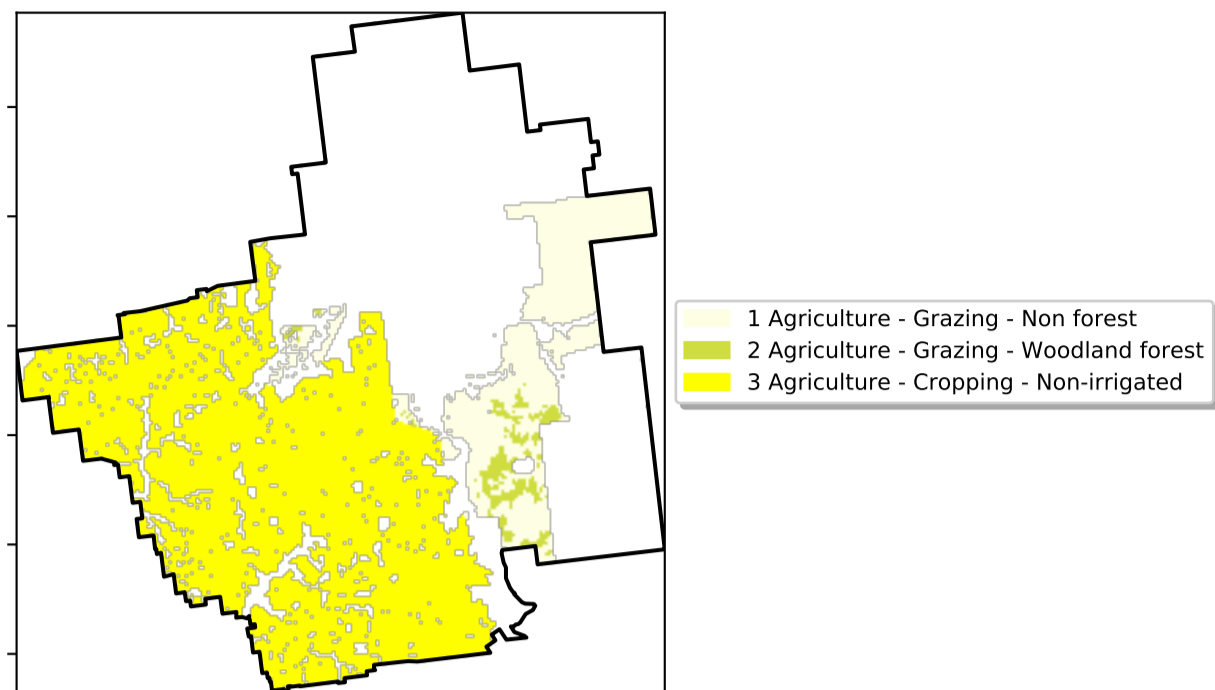 1 Agriculture - Grazing - Non forest
2 Agriculture - Grazing - Woodland forest
3 Agriculture - Cropping - Non-irrigated